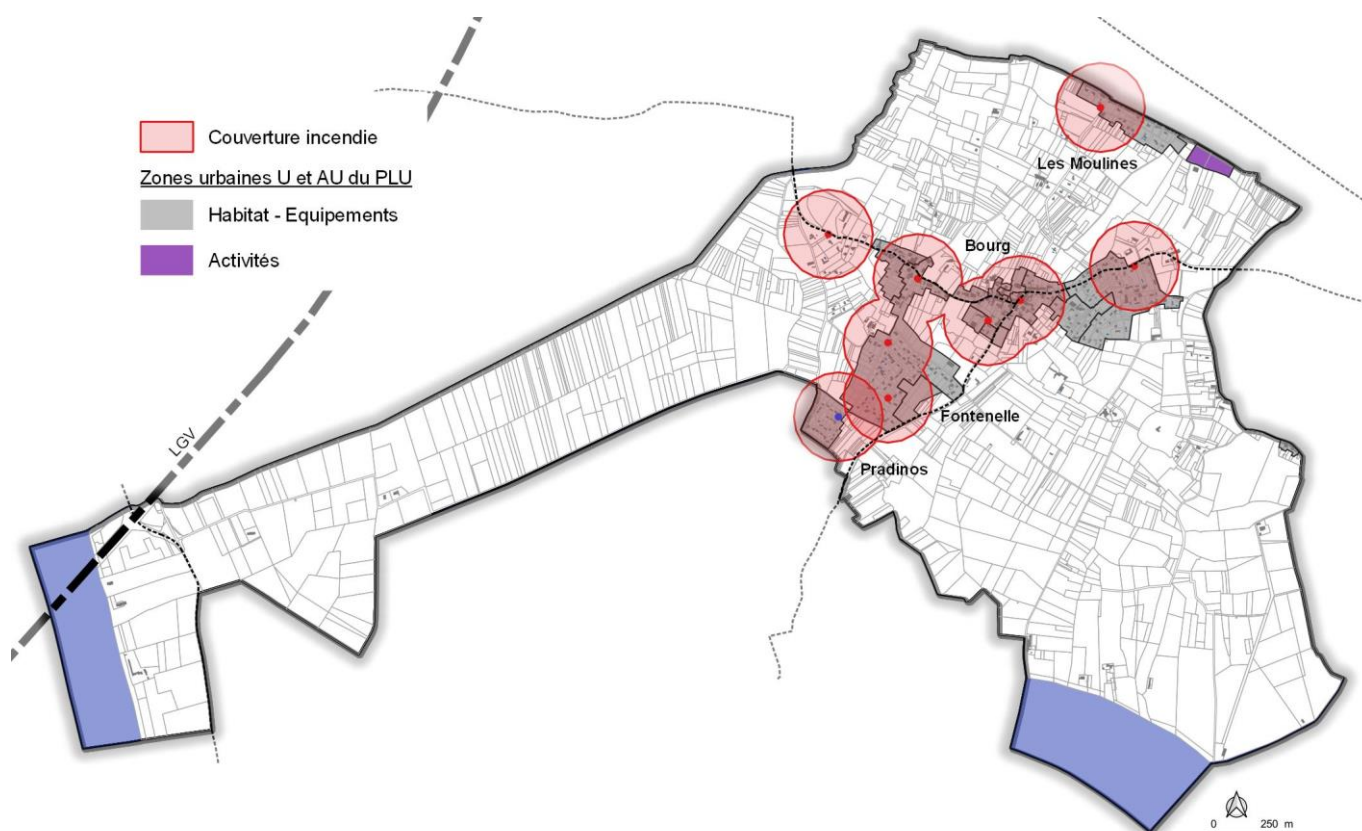 Couverture incendie
Zones urbaines U et AU du PLU
Habitat - Equipements
Activités
Les Moulines
Bourg
Fontenelle
Pradinos
LGV
0 250 m